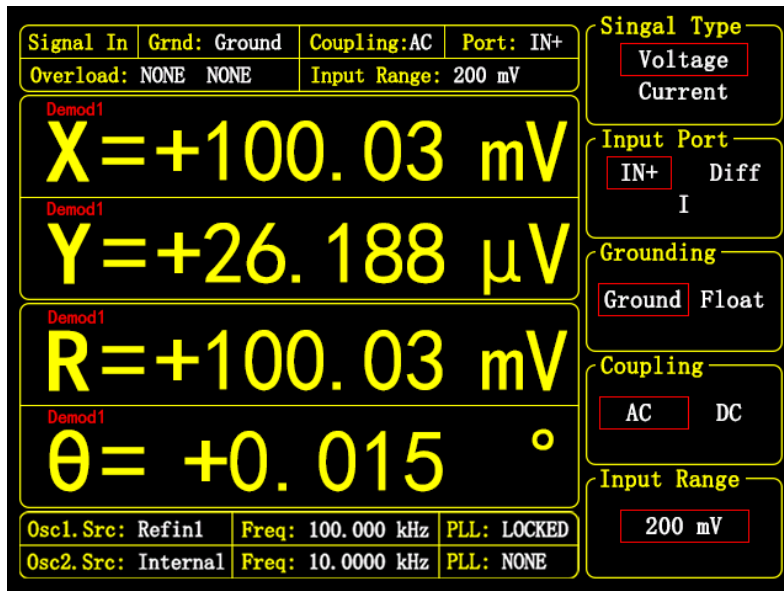 Signal In Grnd: Ground Coupling:AC Port: IN+
Overload: NONE NONE Input Range: 200 mV
Demod1
X=+100.03 mV
Demod1
Y=+26.188 μV
Demod1
R=+100.03 mV
Demod1
θ= +0.015 °
Osc1.Src: Refin1 Freq: 100.000 kHz PLL: LOCKED
Osc2.Src: Internal Freq: 10.0000 kHz PLL: NONE
Singal Type
Voltage
Current
Input Port
IN+ Diff
I
Grounding
Ground Float
Coupling
AC DC
Input Range
200 mV